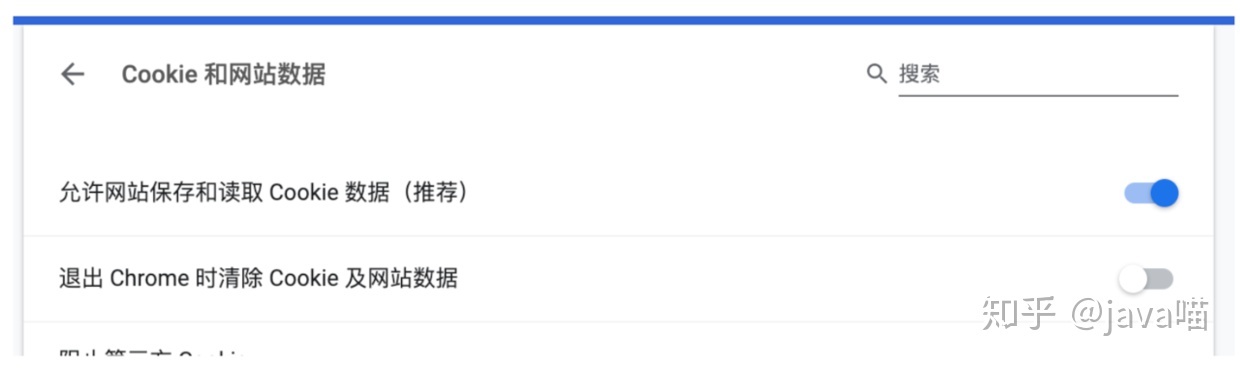 Cookie 和网站数据
搜索
允许网站保存和读取 Cookie 数据（推荐）
退出 Chrome 时清除 Cookie 及网站数据
知乎 @java喵